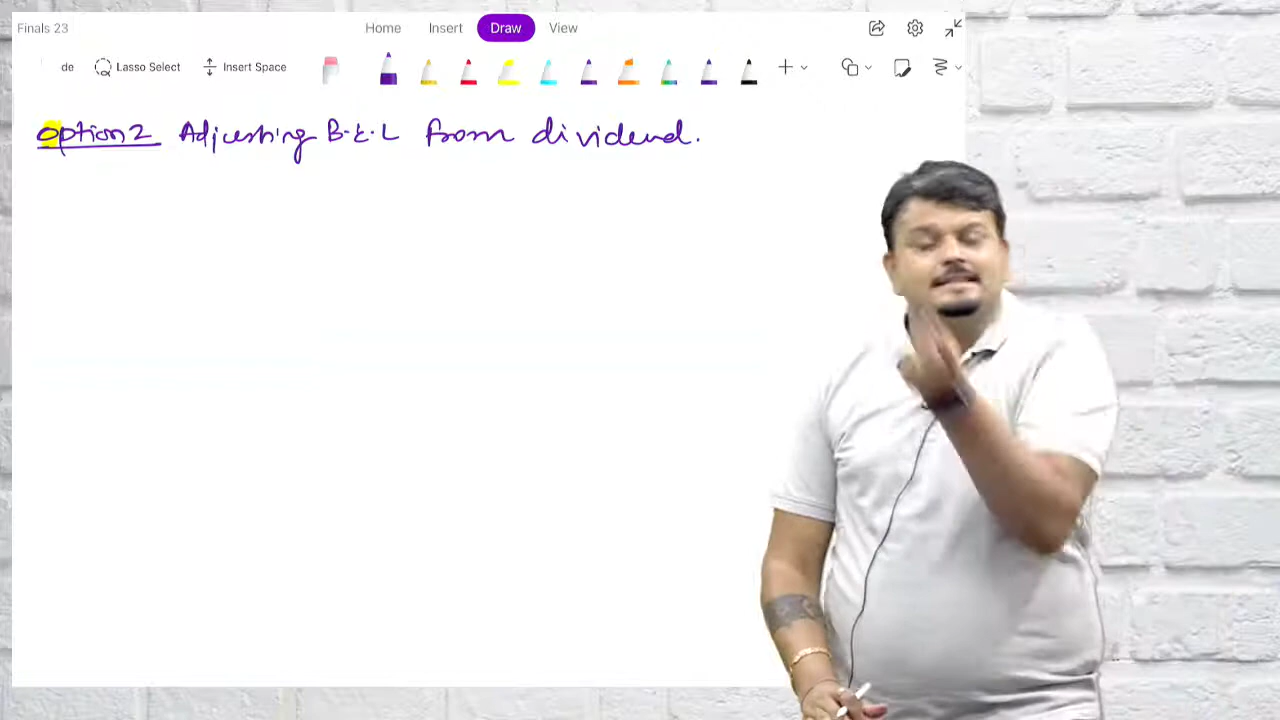 Finals 23
Home Insert Draw View
de Lasso Select Insert Space
Option 2 Adjusting B.E.L from dividend.